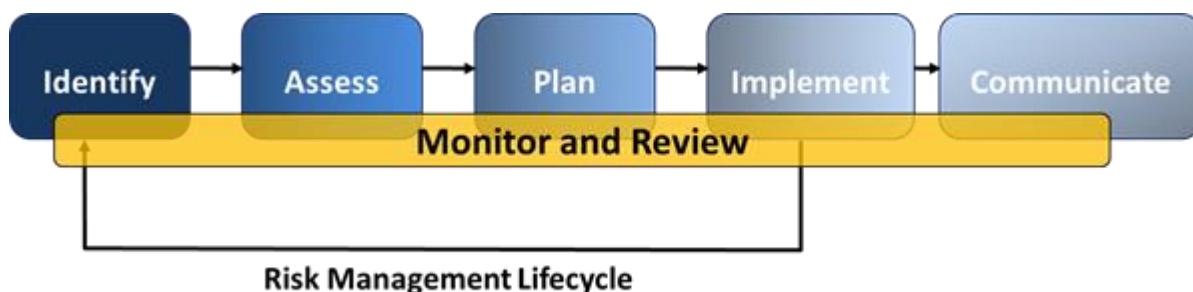 Identify Assess Plan Implement Communicate
Monitor and Review
Risk Management Lifecycle